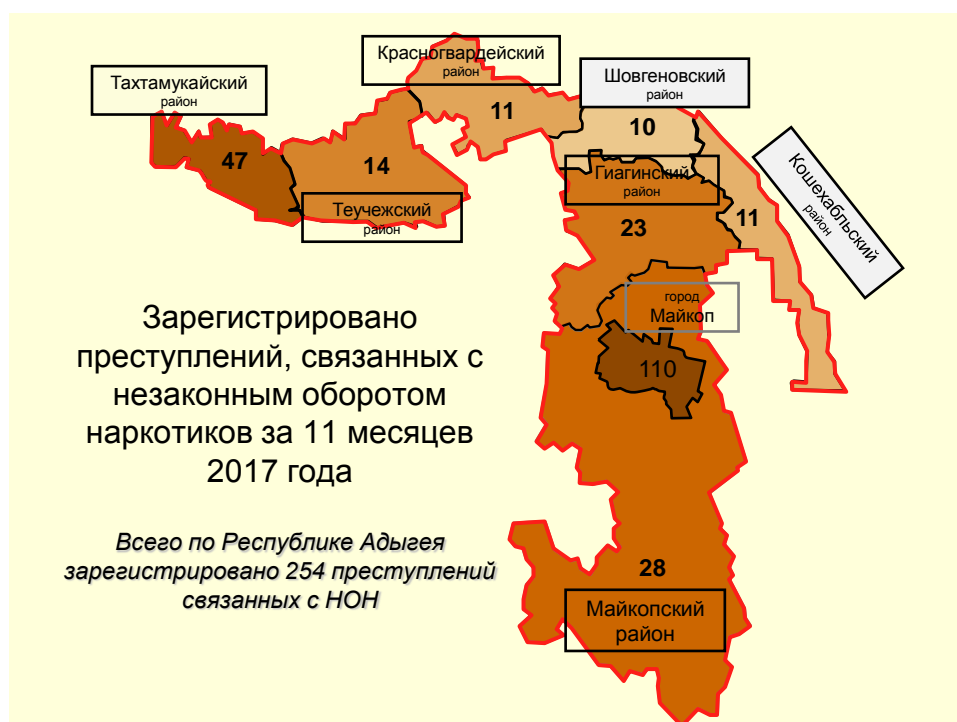 Красногвардейский
район
Тахтамукайский
район
Шовгеновский
район
11
10
47
14
Гиагинский
район
Кошехабльский
район
Теучежский
район
11
23
город
Майкоп
110
Зарегистрировано
преступлений, связанных с
незаконным оборотом
наркотиков за 11 месяцев
2017 года
Всего по Республике Адыгея
зарегистрировано 254 преступлений
связанных с НОН
28
Майкопский
район